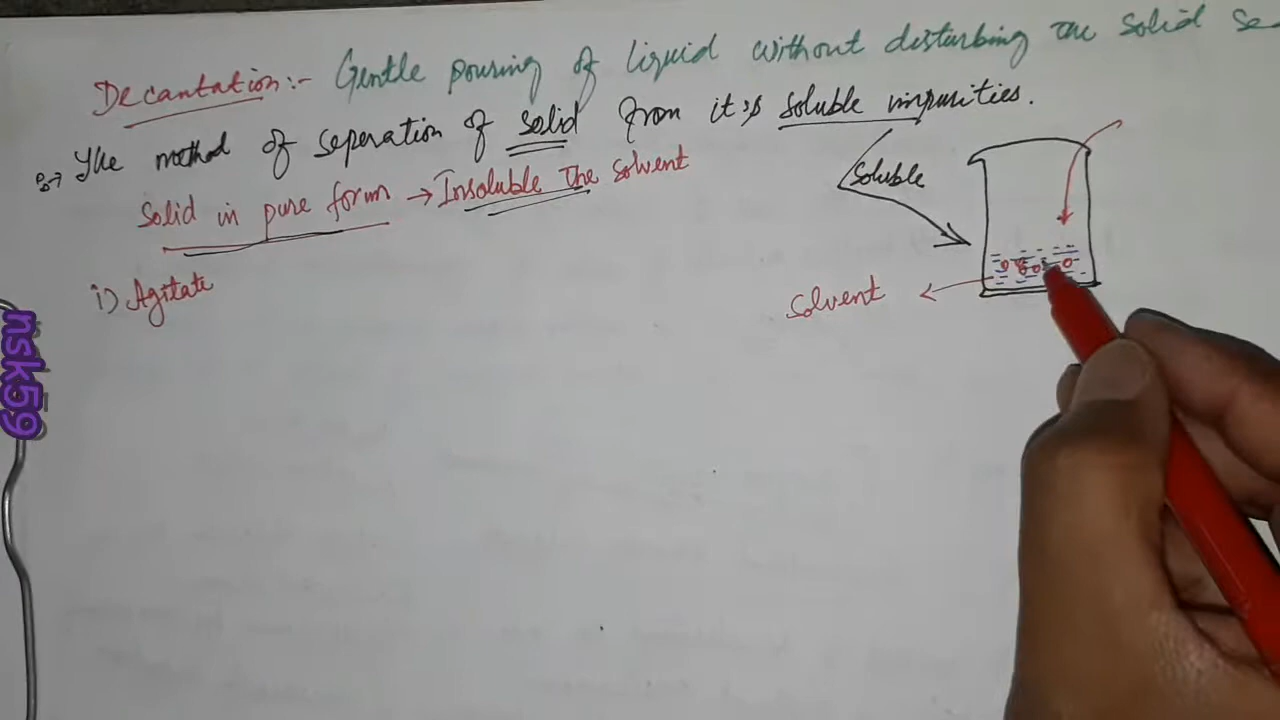 Decantation:- Gentle pouring of liquid without disturbing the solid se
The method of seperation of solid from it's soluble impurities.
Solid in pure form → Insoluble the solvent
Soluble
i) Agitate
Solvent
nsk59